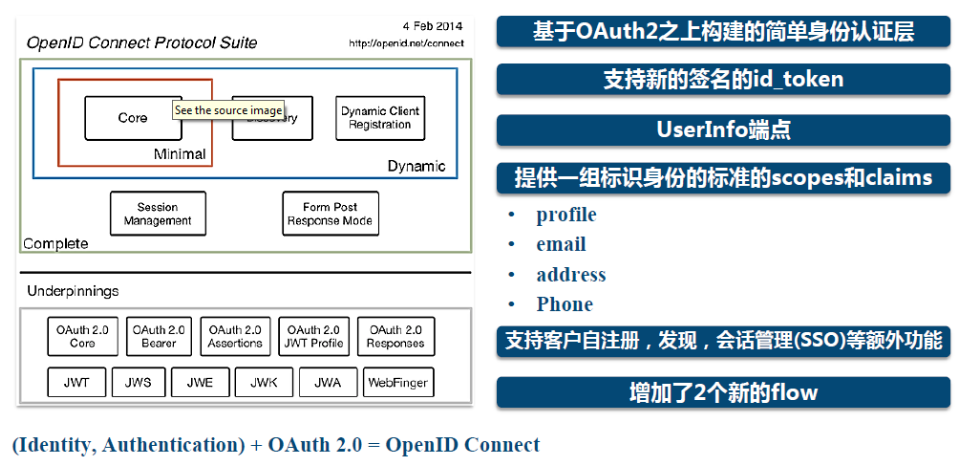 4 Feb 2014
OpenID Connect Protocol Suite
http://openid.net/connect
Core
See the source image
Dynamic Client
Registration
Minimal
Dynamic
Session
Management
Form Post
Response Mode
Complete
Underpinnings
OAuth 2.0
Core
OAuth 2.0
Bearer
OAuth 2.0
Assertions
OAuth 2.0
JWT Profile
OAuth 2.0
Responses
JWT
JWS
JWE
JWK
JWA
WebFinger
基于OAuth2之上构建的简单身份认证层
支持新的签名的id_token
UserInfo端点
提供一组标识身份的标准的scopes和claims
• profile
• email
• address
• Phone
支持客户自注册，发现，会话管理(SSO)等额外功能
增加了2个新的flow
(Identity, Authentication) + OAuth 2.0 = OpenID Connect